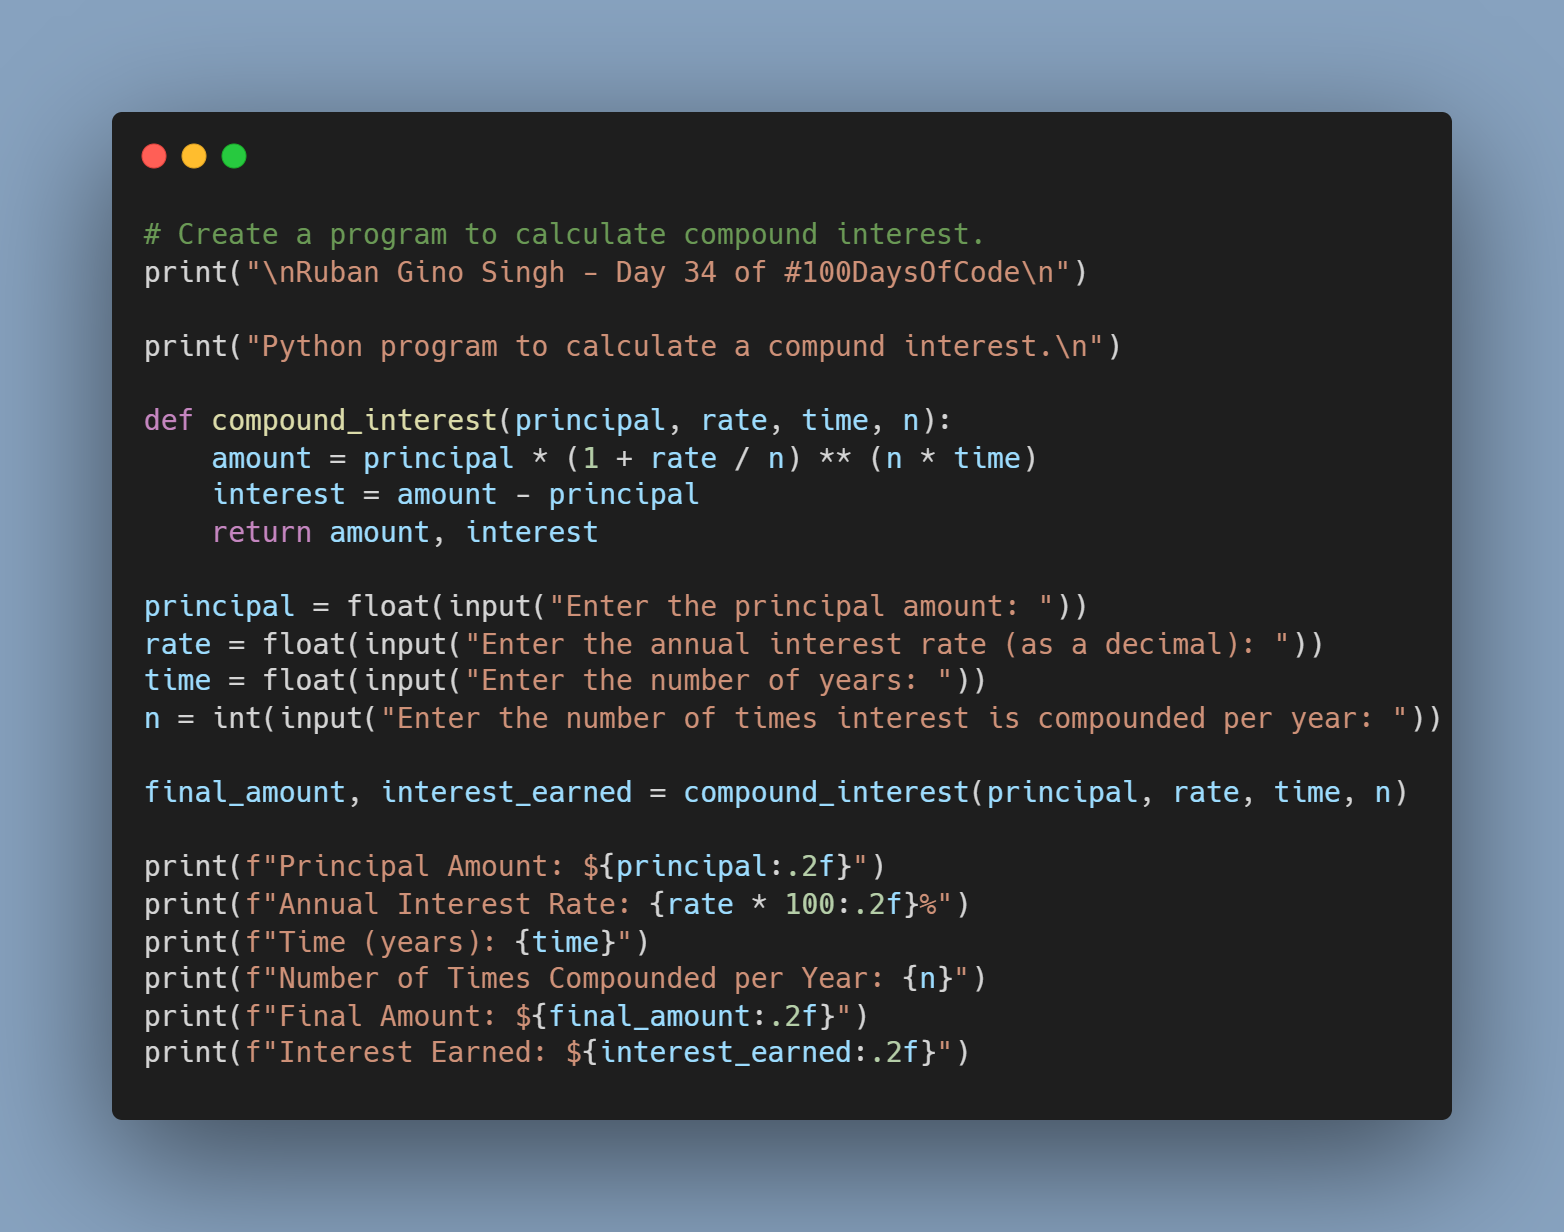 # Create a program to calculate compound interest.
print("\nRuban Gino Singh - Day 34 of #100DaysOfCode\n")

print("Python program to calculate a compund interest.\n")

def compound_interest(principal, rate, time, n):
    amount = principal * (1 + rate / n) ** (n * time)
    interest = amount - principal
    return amount, interest

principal = float(input("Enter the principal amount: "))
rate = float(input("Enter the annual interest rate (as a decimal): "))
time = float(input("Enter the number of years: "))
n = int(input("Enter the number of times interest is compounded per year: "))

final_amount, interest_earned = compound_interest(principal, rate, time, n)

print(f"Principal Amount: ${principal:.2f}")
print(f"Annual Interest Rate: {rate * 100:.2f}%")
print(f"Time (years): {time}")
print(f"Number of Times Compounded per Year: {n}")
print(f"Final Amount: ${final_amount:.2f}")
print(f"Interest Earned: ${interest_earned:.2f}")